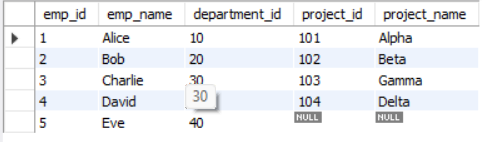 emp_id emp_name department_id project_id project_name
1 Alice 10 101 Alpha
2 Bob 20 102 Beta
3 Charlie 30 103 Gamma
4 David 30 104 Delta
5 Eve 40 NULL NULL